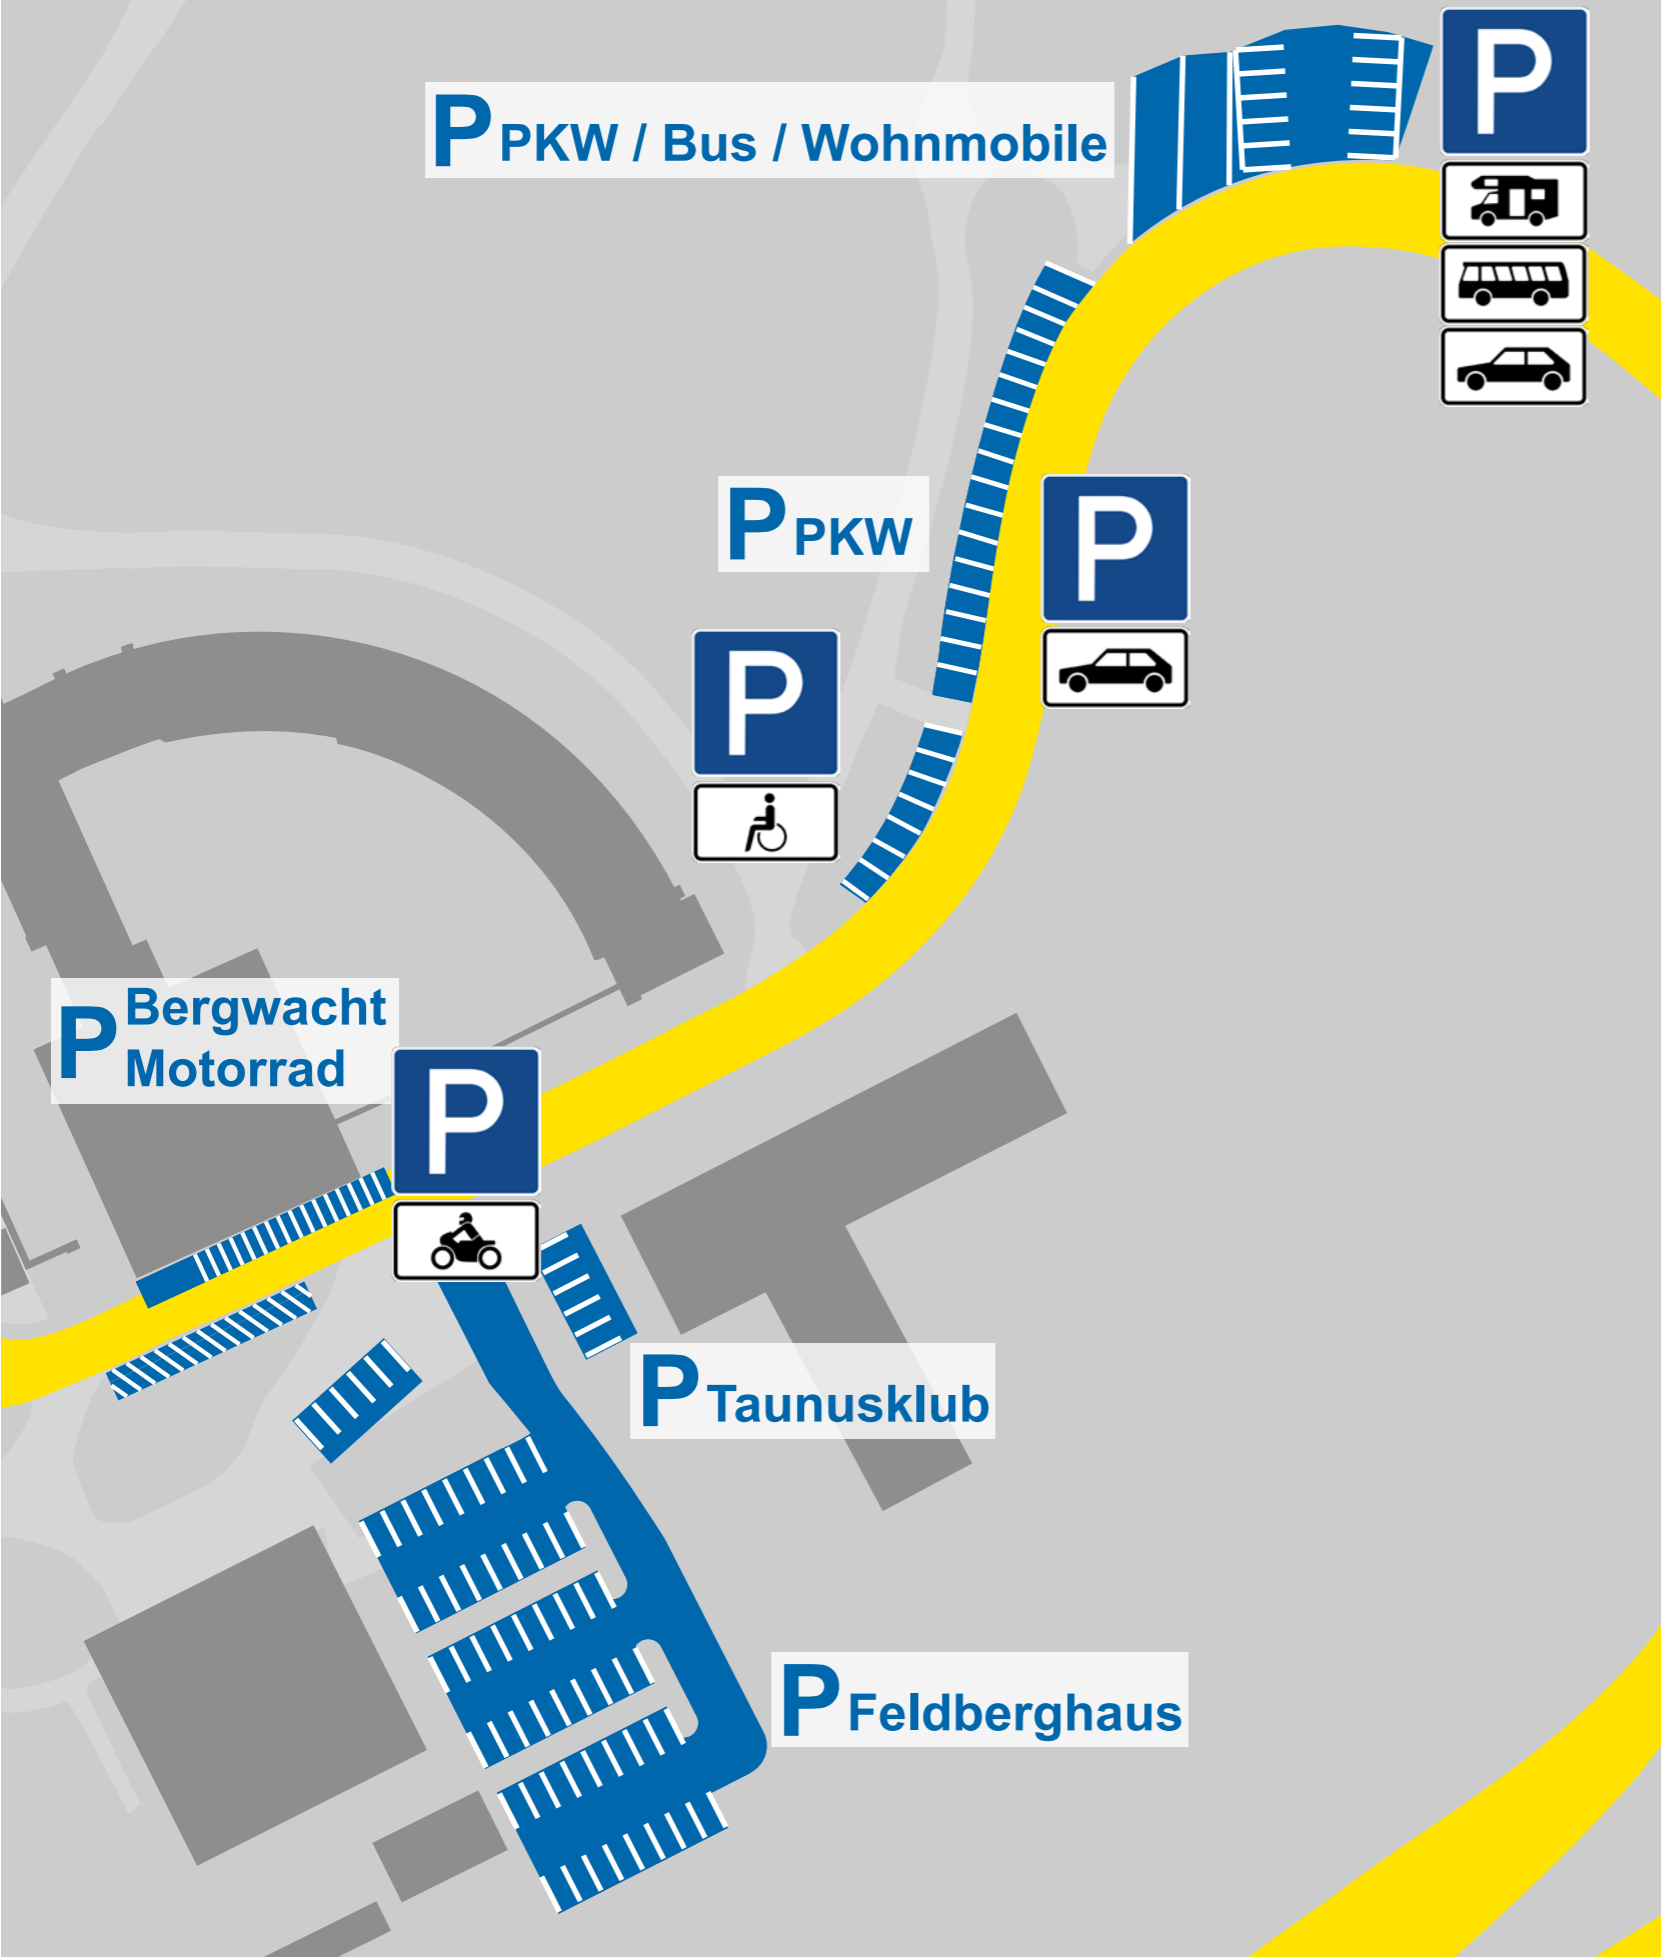 P PKW / Bus / Wohnmobile
P
P PKW
P
P
P Bergwacht
Motorrad
P
P Taunusklub
P Feldberghaus